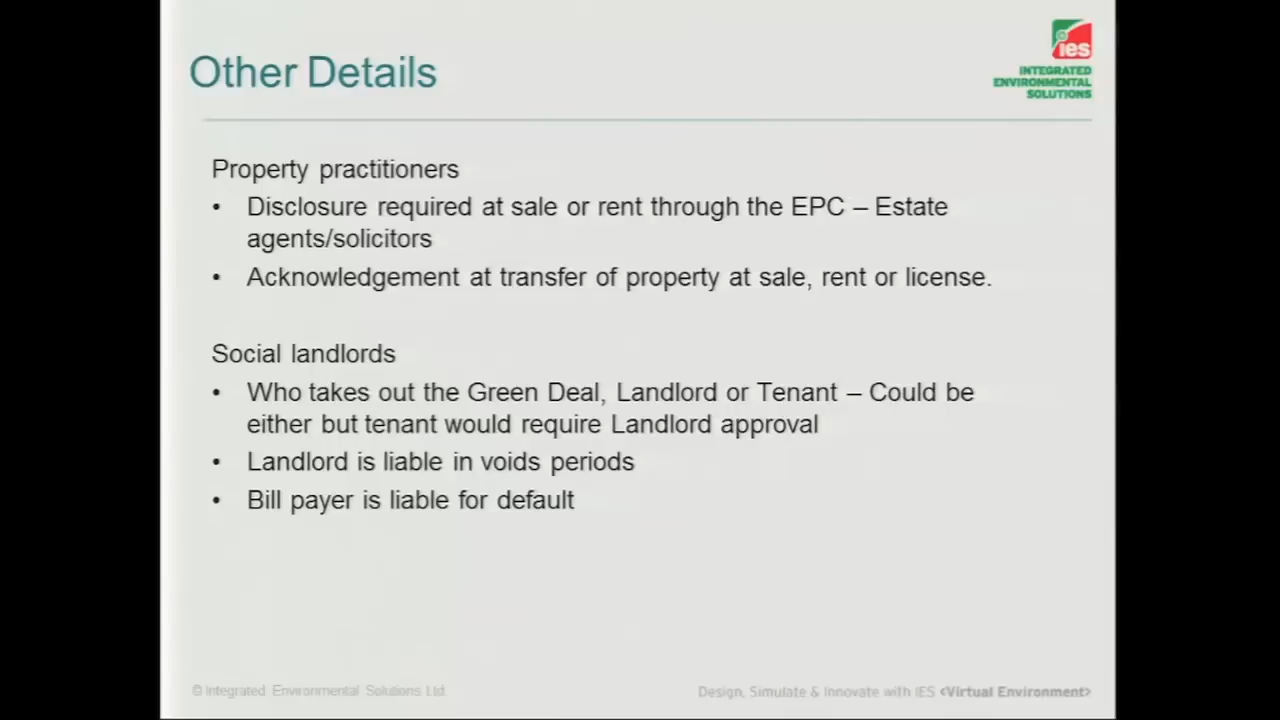 Other Details
ies
INTEGRATED
ENVIRONMENTAL
SOLUTIONS
Property practitioners
• Disclosure required at sale or rent through the EPC – Estate
agents/solicitors
• Acknowledgement at transfer of property at sale, rent or license.
Social landlords
• Who takes out the Green Deal, Landlord or Tenant – Could be
either but tenant would require Landlord approval
• Landlord is liable in voids periods
• Bill payer is liable for default
© Integrated Environmental Solutions Ltd.
Design, Simulate & Innovate with IES <Virtual Environment>